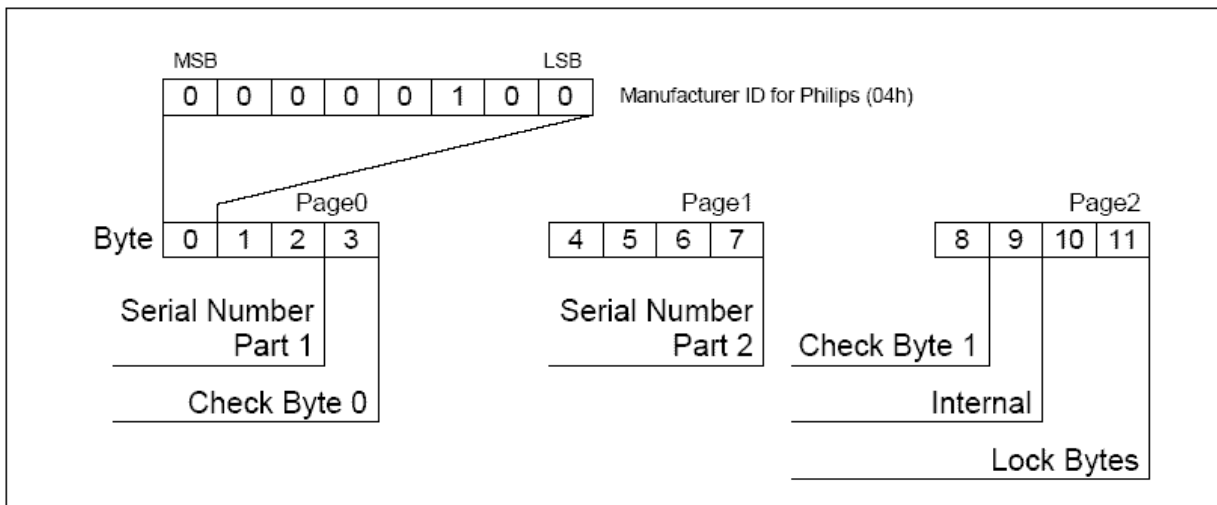 MSB LSB
0 0 0 0 0 1 0 0 Manufacturer ID for Philips (04h)
Page0 Page1 Page2
Byte 0 1 2 3 4 5 6 7 8 9 10 11
Serial Number Serial Number
Part 1 Part 2 Check Byte 1
Check Byte 0 Internal
Lock Bytes